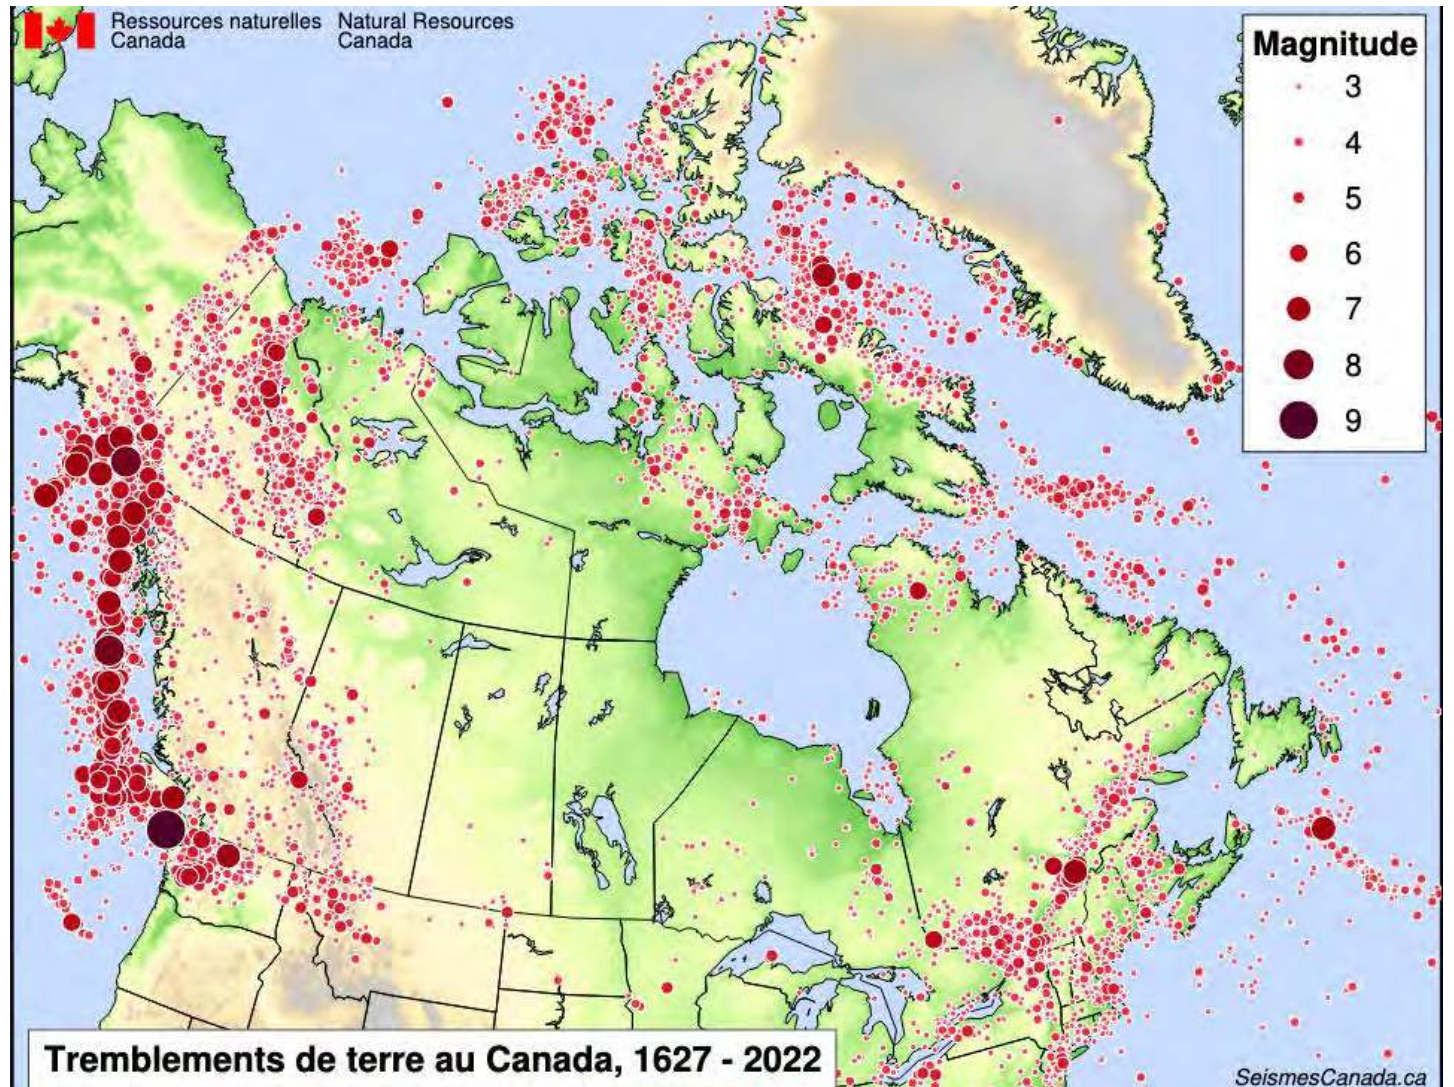 Ressources naturelles Natural Resources
Canada Canada
Magnitude
3
4
5
6
7
8
9
Tremblements de terre au Canada, 1627 - 2022
SeismesCanada.ca